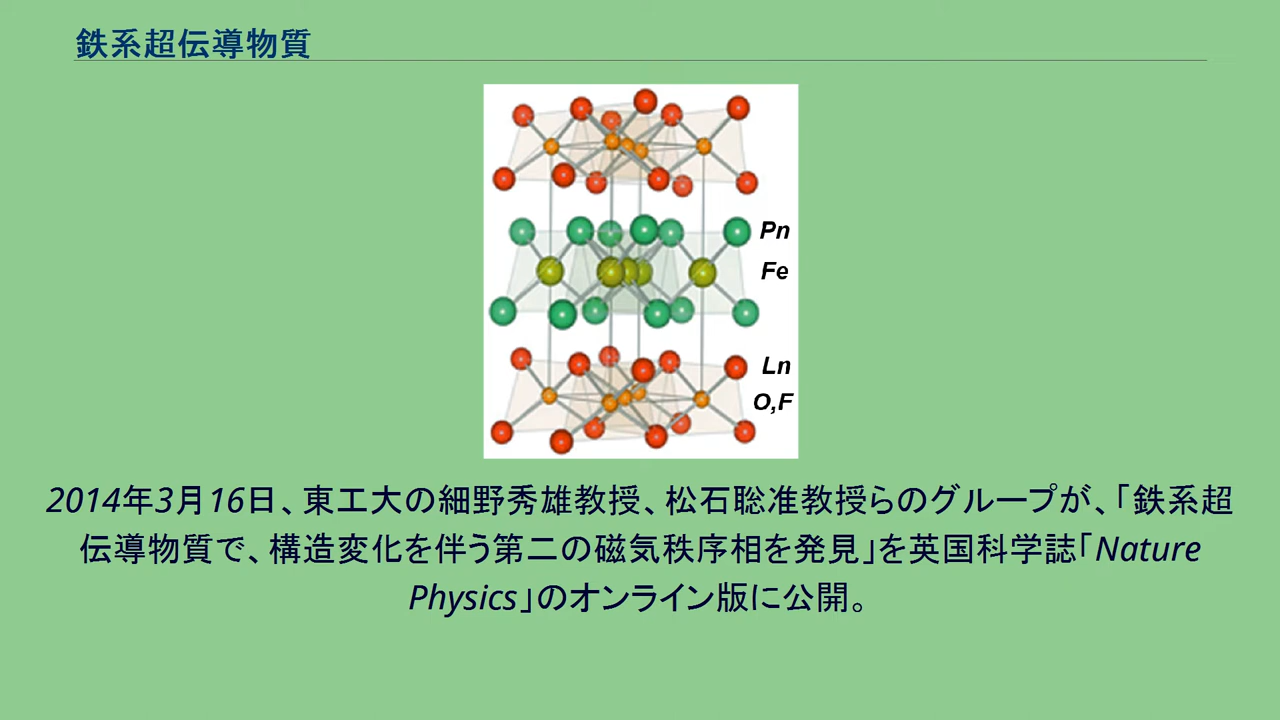 鉄系超伝導物質
Pn
Fe
Ln
O,F
2014年3月16日、東工大の細野秀雄教授、松石聡准教授らのグループが、「鉄系超
伝導物質で、構造変化を伴う第二の磁気秩序相を発見」を英国科学誌「Nature
Physics」のオンライン版に公開。